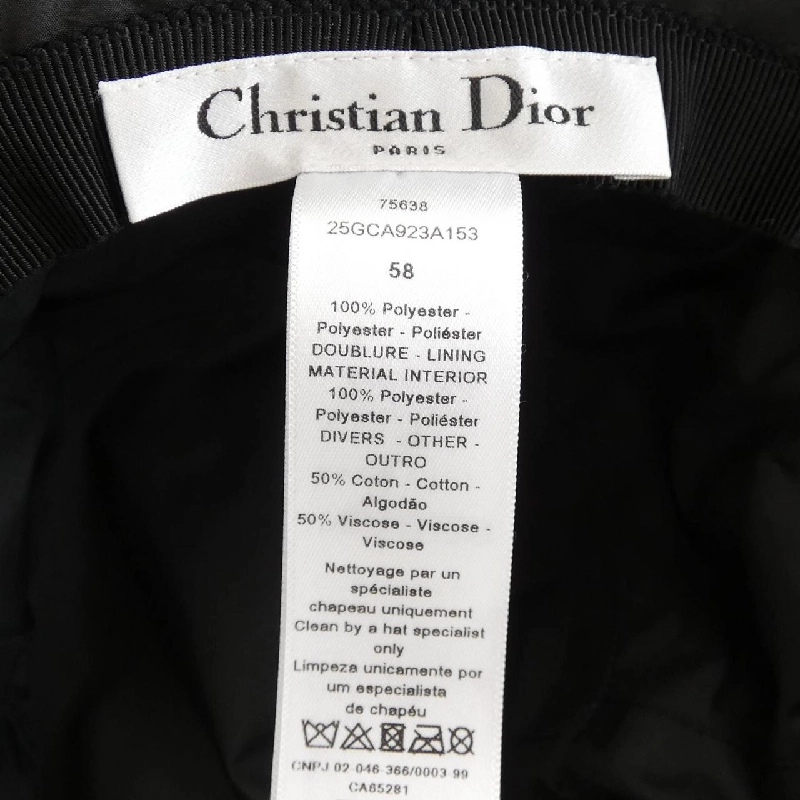 Christian Dior
PARIS
75638
25GCA923A153
58
100% Polyester -
Polyester - Poliéster
DOUBLURE - LINING
MATERIAL INTERIOR
100% Polyester -
Polyester - Poliéster
DIVERS - OTHER -
OUTRO
50% Coton - Cotton -
Algodão
50% Viscose - Viscose -
Viscose
Nettoyage par un
spécialiste
chapeau uniquement
Clean by a hat specialist
only
Limpeza unicamente por
um especialista
de chapéu
CNPJ 02-046-366/0003-99
CA65281